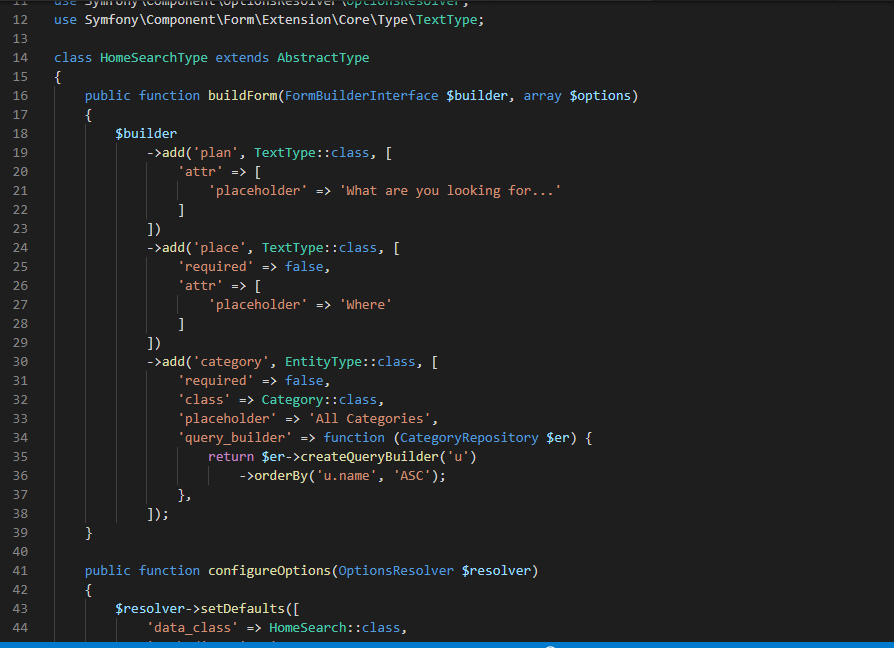 11 use Symfony\Component\OptionsResolver\OptionsResolver;
12 use Symfony\Component\Form\Extension\Core\Type\TextType;
13
14 class HomeSearchType extends AbstractType
15 {
16     public function buildForm(FormBuilderInterface $builder, array $options)
17     {
18         $builder
19             ->add('plan', TextType::class, [
20                 'attr' => [
21                     'placeholder' => 'What are you looking for...'
22                 ]
23             ])
24             ->add('place', TextType::class, [
25                 'required' => false,
26                 'attr' => [
27                     'placeholder' => 'Where'
28                 ]
29             ])
30             ->add('category', EntityType::class, [
31                 'required' => false,
32                 'class' => Category::class,
33                 'placeholder' => 'All Categories',
34                 'query_builder' => function (CategoryRepository $er) {
35                     return $er->createQueryBuilder('u')
36                         ->orderBy('u.name', 'ASC');
37                 },
38             ]);
39     }
40
41     public function configureOptions(OptionsResolver $resolver)
42     {
43         $resolver->setDefaults([
44             'data_class' => HomeSearch::class,